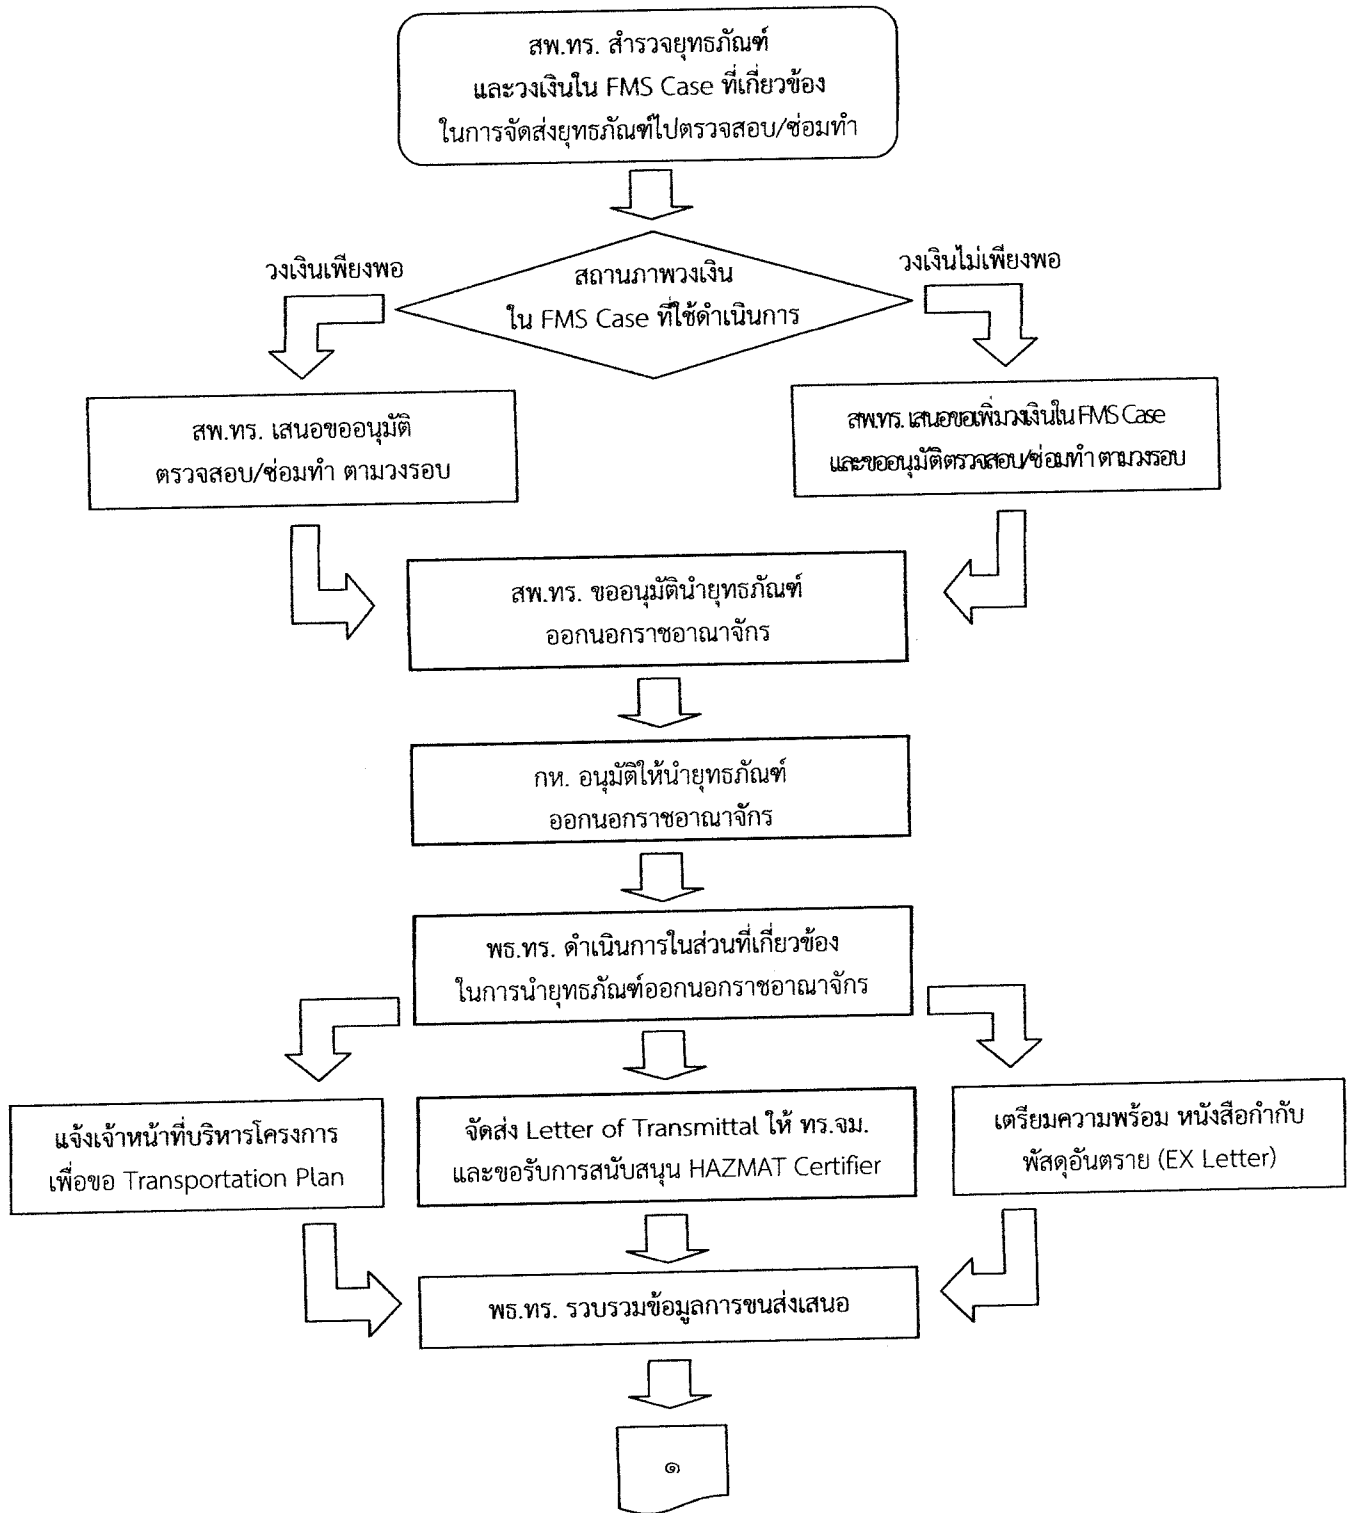 สพ.ทร. สำรวจยุทธภัณฑ์
และวงเงินใน FMS Case ที่เกี่ยวข้อง
ในการจัดส่งยุทธภัณฑ์ไปตรวจสอบ/ซ่อมทำ
วงเงินเพียงพอ
สถานภาพวงเงิน
ใน FMS Case ที่ใช้ดำเนินการ
วงเงินไม่เพียงพอ
สพ.ทร. เสนอขออนุมัติ
ตรวจสอบ/ซ่อมทำ ตามวงรอบ
สพ.ทร. เสนอขอเพิ่มวงเงินใน FMS Case
และขออนุมัติตรวจสอบ/ซ่อมทำ ตามวงรอบ
สพ.ทร. ขออนุมัตินำยุทธภัณฑ์
ออกนอกราชอาณาจักร
กห. อนุมัติให้นำยุทธภัณฑ์
ออกนอกราชอาณาจักร
พธ.ทร. ดำเนินการในส่วนที่เกี่ยวข้อง
ในการนำยุทธภัณฑ์ออกนอกราชอาณาจักร
แจ้งเจ้าหน้าที่บริหารโครงการ
เพื่อขอ Transportation Plan
จัดส่ง Letter of Transmittal ให้ ทร.จม.
และขอรับการสนับสนุน HAZMAT Certifier
เตรียมความพร้อม หนังสือกำกับ
พัสดุอันตราย (EX Letter)
พธ.ทร. รวบรวมข้อมูลการขนส่งเสนอ
๑